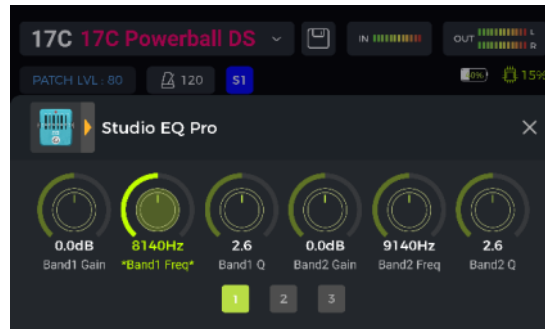 17C 17C Powerball DS IN OUT L R
PATCH LVL : 80 120 S1 0% 15%
Studio EQ Pro
0.0dB 8140Hz 2.6 0.0dB 9140Hz 2.6
Band1 Gain *Band1 Freq* Band1 Q Band2 Gain Band2 Freq Band2 Q
1 2 3